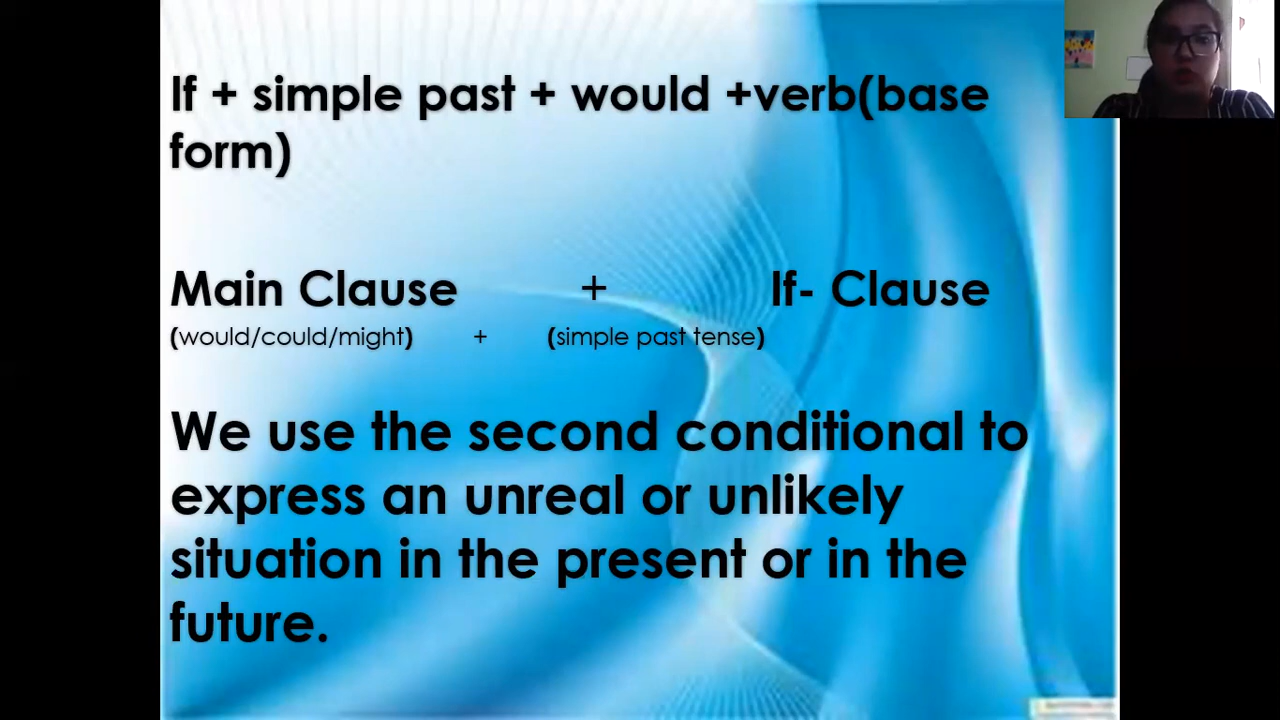 If + simple past + would +verb(base
form)
Main Clause + If- Clause
(would/could/might) + (simple past tense)
We use the second conditional to
express an unreal or unlikely
situation in the present or in the
future.